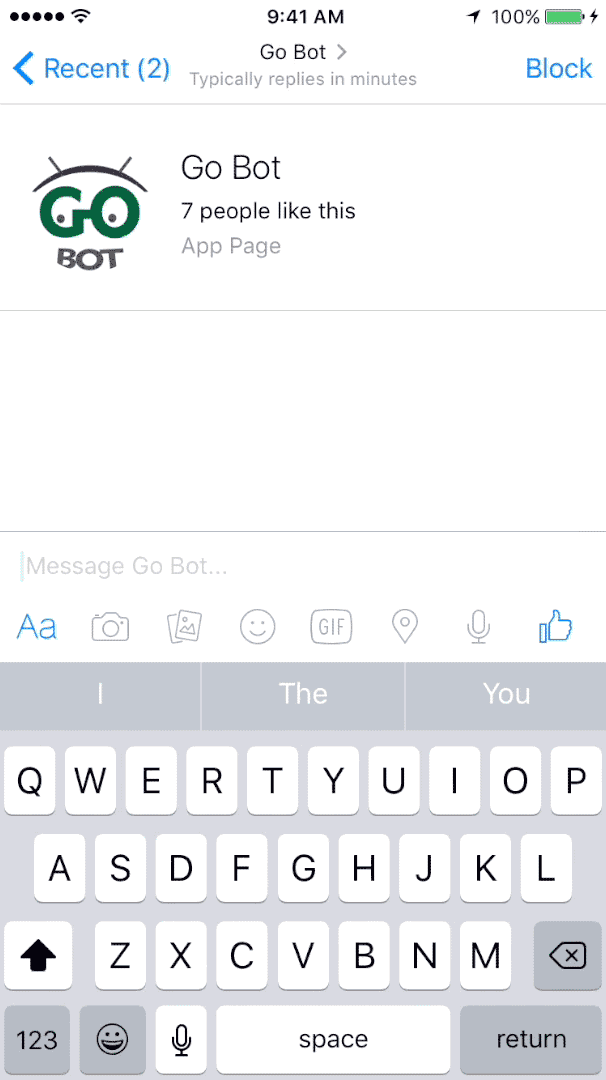 9:41 AM
100%
Recent (2)
Go Bot
Typically replies in minutes
Block
GO
BOT
Go Bot
7 people like this
App Page
Message Go Bot...
Aa
GIF
I The You
Q W E R T Y U I O P
A S D F G H J K L
Z X C V B N M
123 space return